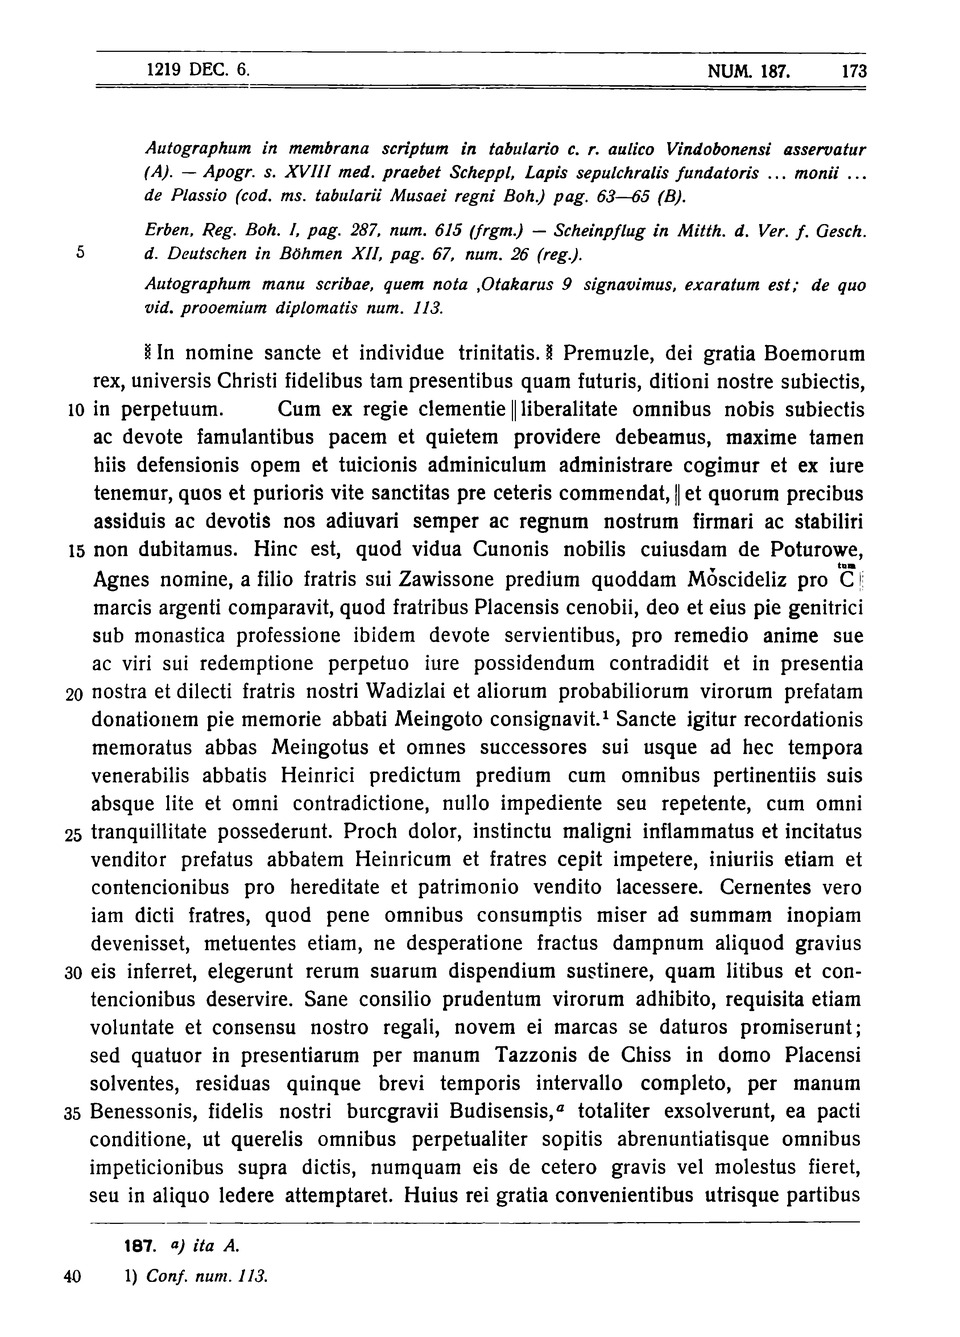 1219 DEC. 6. NUM. 187. 173
Autographum in membrana scriptum in tabulario c. r. aulico Vindobonensi asservatur
(A). — Apogr. s. XVIII med. praebet Scheppl, Lapis sepulchralis fundatoris ... monii ...
de Plassio (cod. ms. tabularii Musaei regni Boh.) pag. 63—65 (B).
Erben, Reg. Boh. I, pag. 287, num. 615 (frgm.) — Scheinpflug in Mitth. d. Ver. f. Gesch.
5 d. Deutschen in Böhmen XII, pag. 67, num. 26 (reg.).
Autographum manu scribae, quem nota ‚Otakarus 9 signavimus, exaratum est; de quo
vid. prooemium diplomatis num. 113.
In nomine sancte et individue trinitatis. Premuzle, dei gratia Boemorum
rex, universis Christi fidelibus tam presentibus quam futuris, ditioni nostre subiectis,
10 in perpetuum. Cum ex regie clementie || liberalitate omnibus nobis subiectis
ac devote famulantibus pacem et quietem providere debeamus, maxime tamen
hiis defensionis opem et tuicionis adminiculum administrare cogimur et ex iure
tenemur, quos et purioris vite sanctitas pre ceteris commendat, || et quorum precibus
assiduis ac devotis nos adiuvari semper ac regnum nostrum firmari ac stabiliri
15 non dubitamus. Hinc est, quod vidua Cunonis nobilis cuiusdam de Poturowe,
Agnes nomine, a filio fratris sui Zawissone predium quoddam Mo̊scideliz pro C tum ||
marcis argenti comparavit, quod fratribus Placensis cenobii, deo et eius pie genitrici
sub monastica professione ibidem devote servientibus, pro remedio anime sue
ac viri sui redemptione perpetuo iure possidendum contradidit et in presentia
20 nostra et dilecti fratris nostri Wadizlai et aliorum probabiliorum virorum prefatam
donationem pie memorie abbati Meingoto consignavit.¹ Sancte igitur recordationis
memoratus abbas Meingotus et omnes successores sui usque ad hec tempora
venerabilis abbatis Heinrici predictum predium cum omnibus pertinentiis suis
absque lite et omni contradictione, nullo impediente seu repetente, cum omni
25 tranquillitate possederunt. Proch dolor, instinctu maligni inflammatus et incitatus
venditor prefatus abbatem Heinricum et fratres cepit impetere, iniuriis etiam et
contencionibus pro hereditate et patrimonio vendito lacessere. Cernentes vero
iam dicti fratres, quod pene omnibus consumptis miser ad summam inopiam
devenisset, metuentes etiam, ne desperatione fractus dampnum aliquod gravius
30 eis inferret, elegerunt rerum suarum dispendium sustinere, quam litibus et con-
tencionibus deservire. Sane consilio prudentum virorum adhibito, requisita etiam
voluntate et consensu nostro regali, novem ei marcas se daturos promiserunt;
sed quatuor in presentiarum per manum Tazzonis de Chiss in domo Placensi
solventes, residuas quinque brevi temporis intervallo completo, per manum
35 Benessonis, fidelis nostri burcgravii Budisensis,ᵃ totaliter exsolverunt, ea pacti
conditione, ut querelis omnibus perpetualiter sopitis abrenuntiatisque omnibus
impeticionibus supra dictis, numquam eis de cetero gravis vel molestus fieret,
seu in aliquo ledere attemptaret. Huius rei gratia convenientibus utrisque partibus
187. a) ita A.
40 1) Conf. num. 113.